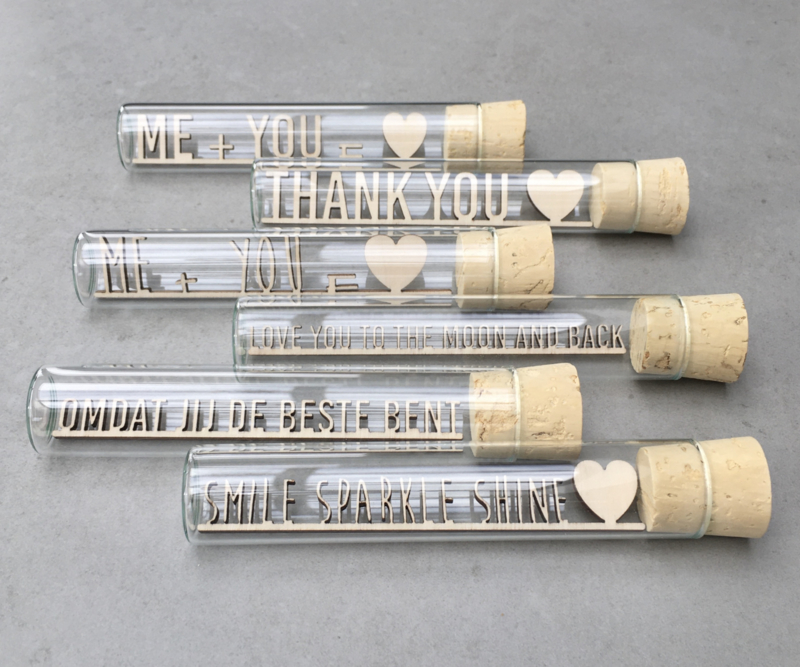 ME + YOU =
THANK YOU
ME + YOU =
LOVE YOU TO THE MOON AND BACK
OMDAT JIJ DE BESTE BENT
SMILE SPARKLE SHINE